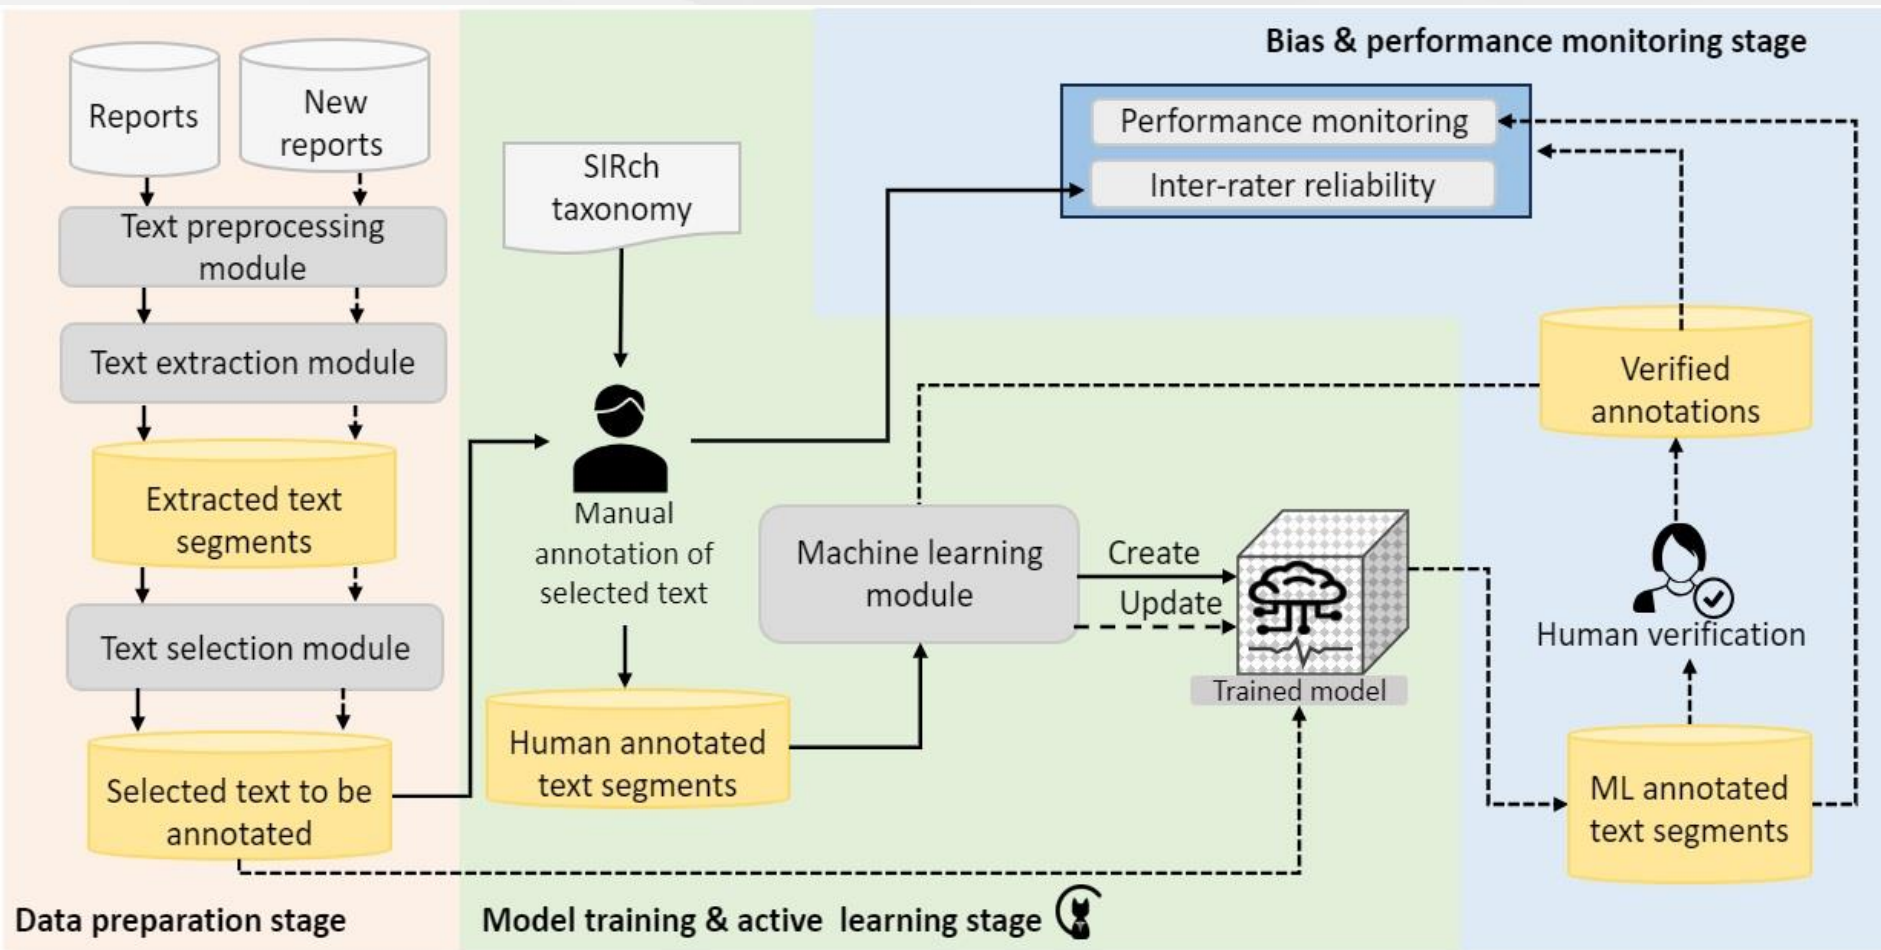 Bias & performance monitoring stage
Reports
New
reports
Performance monitoring
Inter-rater reliability
SIRch
taxonomy
Text preprocessing
module
Text extraction module
Verified
annotations
Extracted text
segments
Manual
annotation of
selected text
Machine learning
module
Create
Update
Trained model
Human verification
Text selection module
Human annotated
text segments
Selected text to be
annotated
ML annotated
text segments
Data preparation stage
Model training & active learning stage